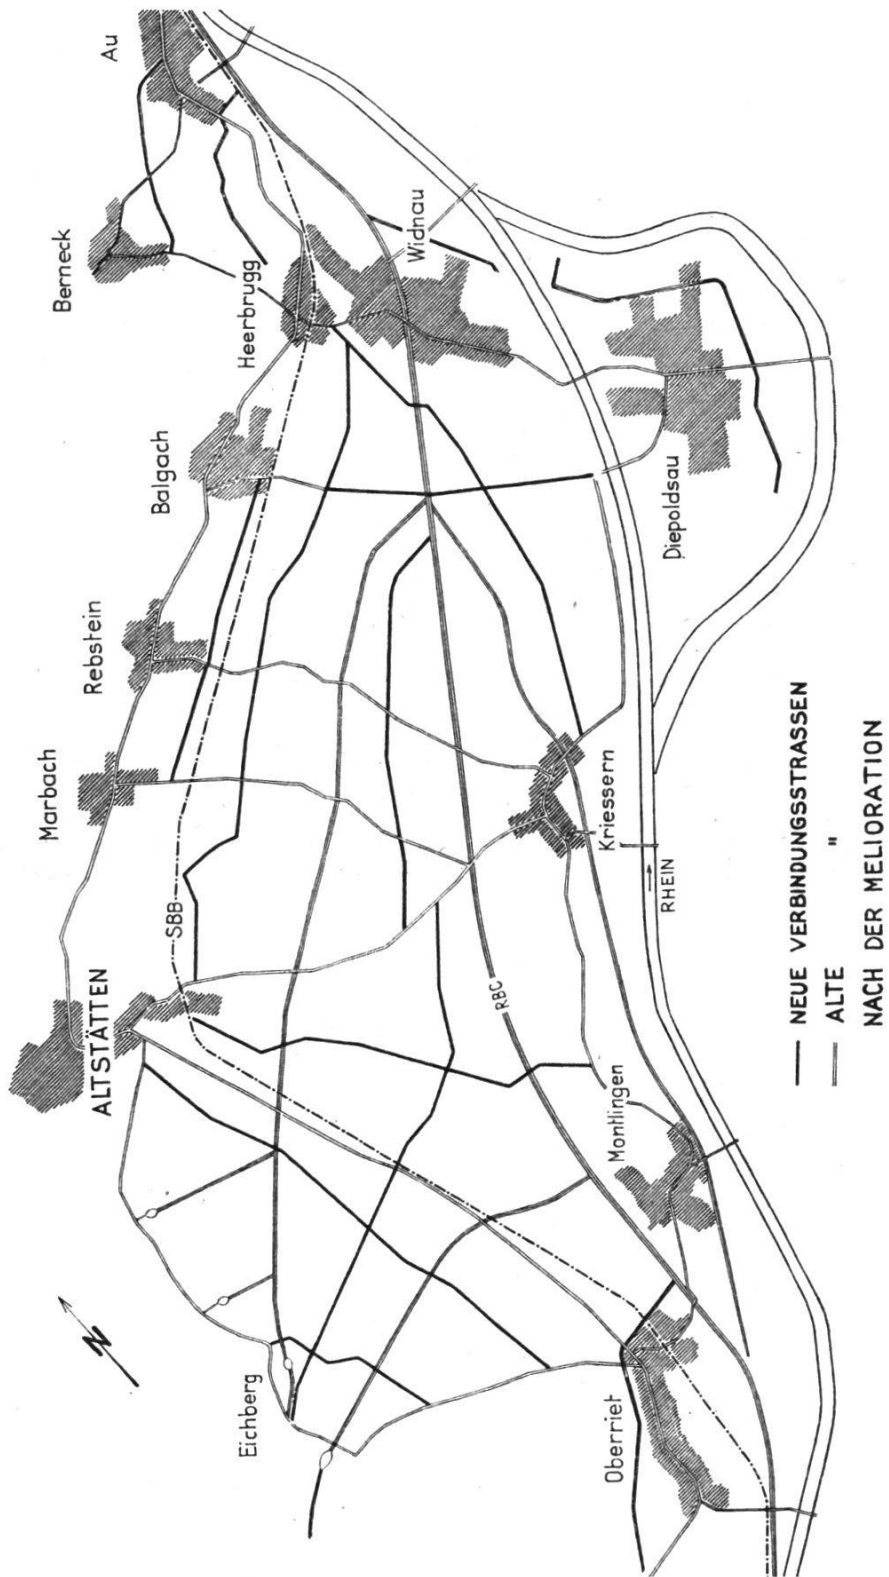 Au
Berneck
Heerbrugg
Widnau
Balgach
Diepoldsau
Rebstein
Marbach
Kriessern
ALTSTÄTTEN
SBB
RHEIN
RBC
Montlingen
N
Eichberg
Oberriet
NEUE VERBINDUNGSSTRASSEN
ALTE "
NACH DER MELIORATION